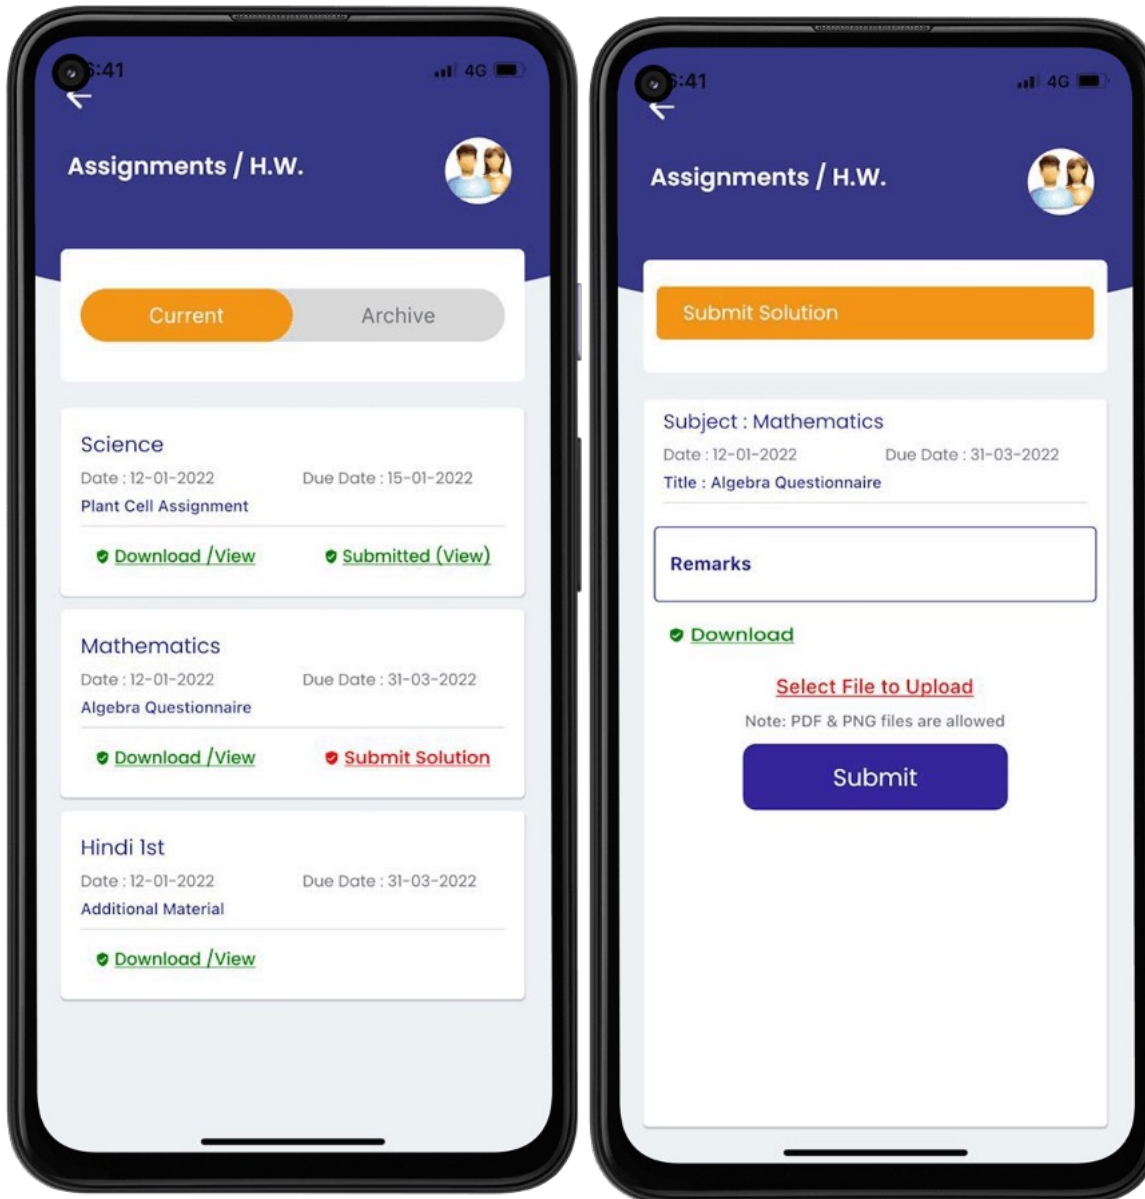 6:41
4G
Assignments / H.W.
Current Archive
Science
Date : 12-01-2022 Due Date : 15-01-2022
Plant Cell Assignment
Download /View Submitted (View)
Mathematics
Date : 12-01-2022 Due Date : 31-03-2022
Algebra Questionnaire
Download /View Submit Solution
Hindi 1st
Date : 12-01-2022 Due Date : 31-03-2022
Additional Material
Download /View
6:41
4G
Assignments / H.W.
Submit Solution
Subject : Mathematics
Date : 12-01-2022 Due Date : 31-03-2022
Title : Algebra Questionnaire
Remarks
Download
Select File to Upload
Note: PDF & PNG files are allowed
Submit